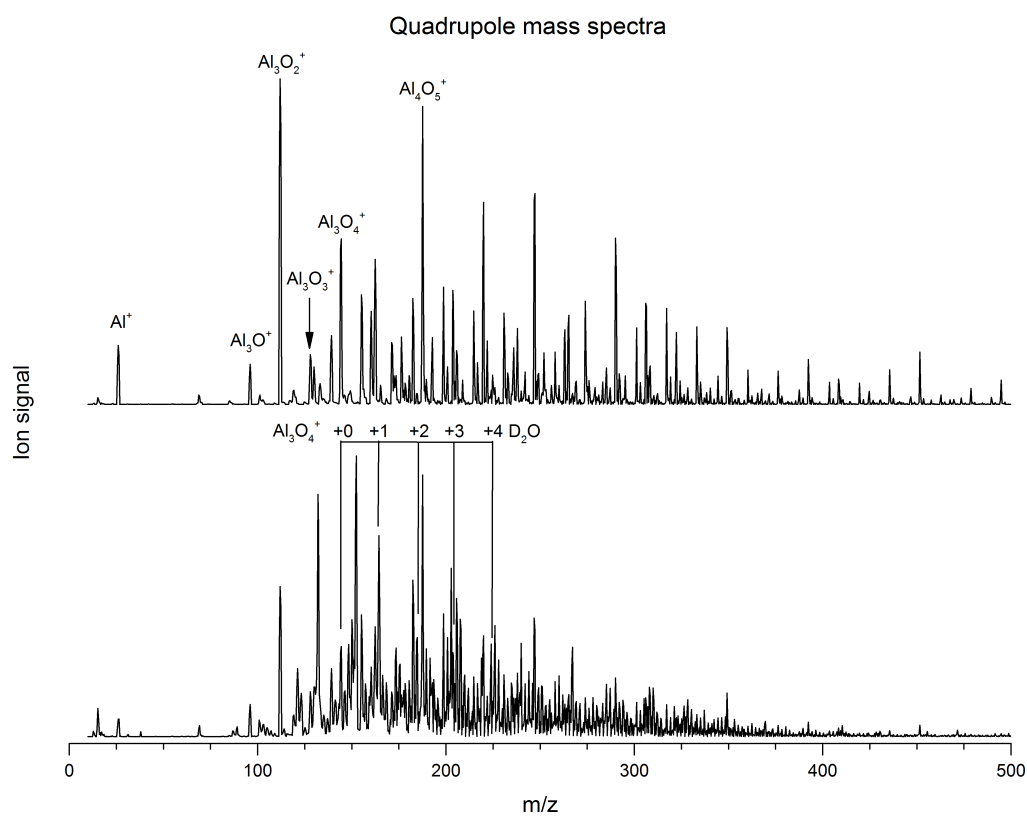 Quadrupole mass spectra
Al₃O₂⁺
Al₄O₅⁺
Al₃O₄⁺
Al₃O₃⁺
Al⁺
Al₃O⁺
Ion signal
Al₃O₄⁺ +0 +1 +2 +3 +4 D₂O
0 100 200 300 400 500
m/z